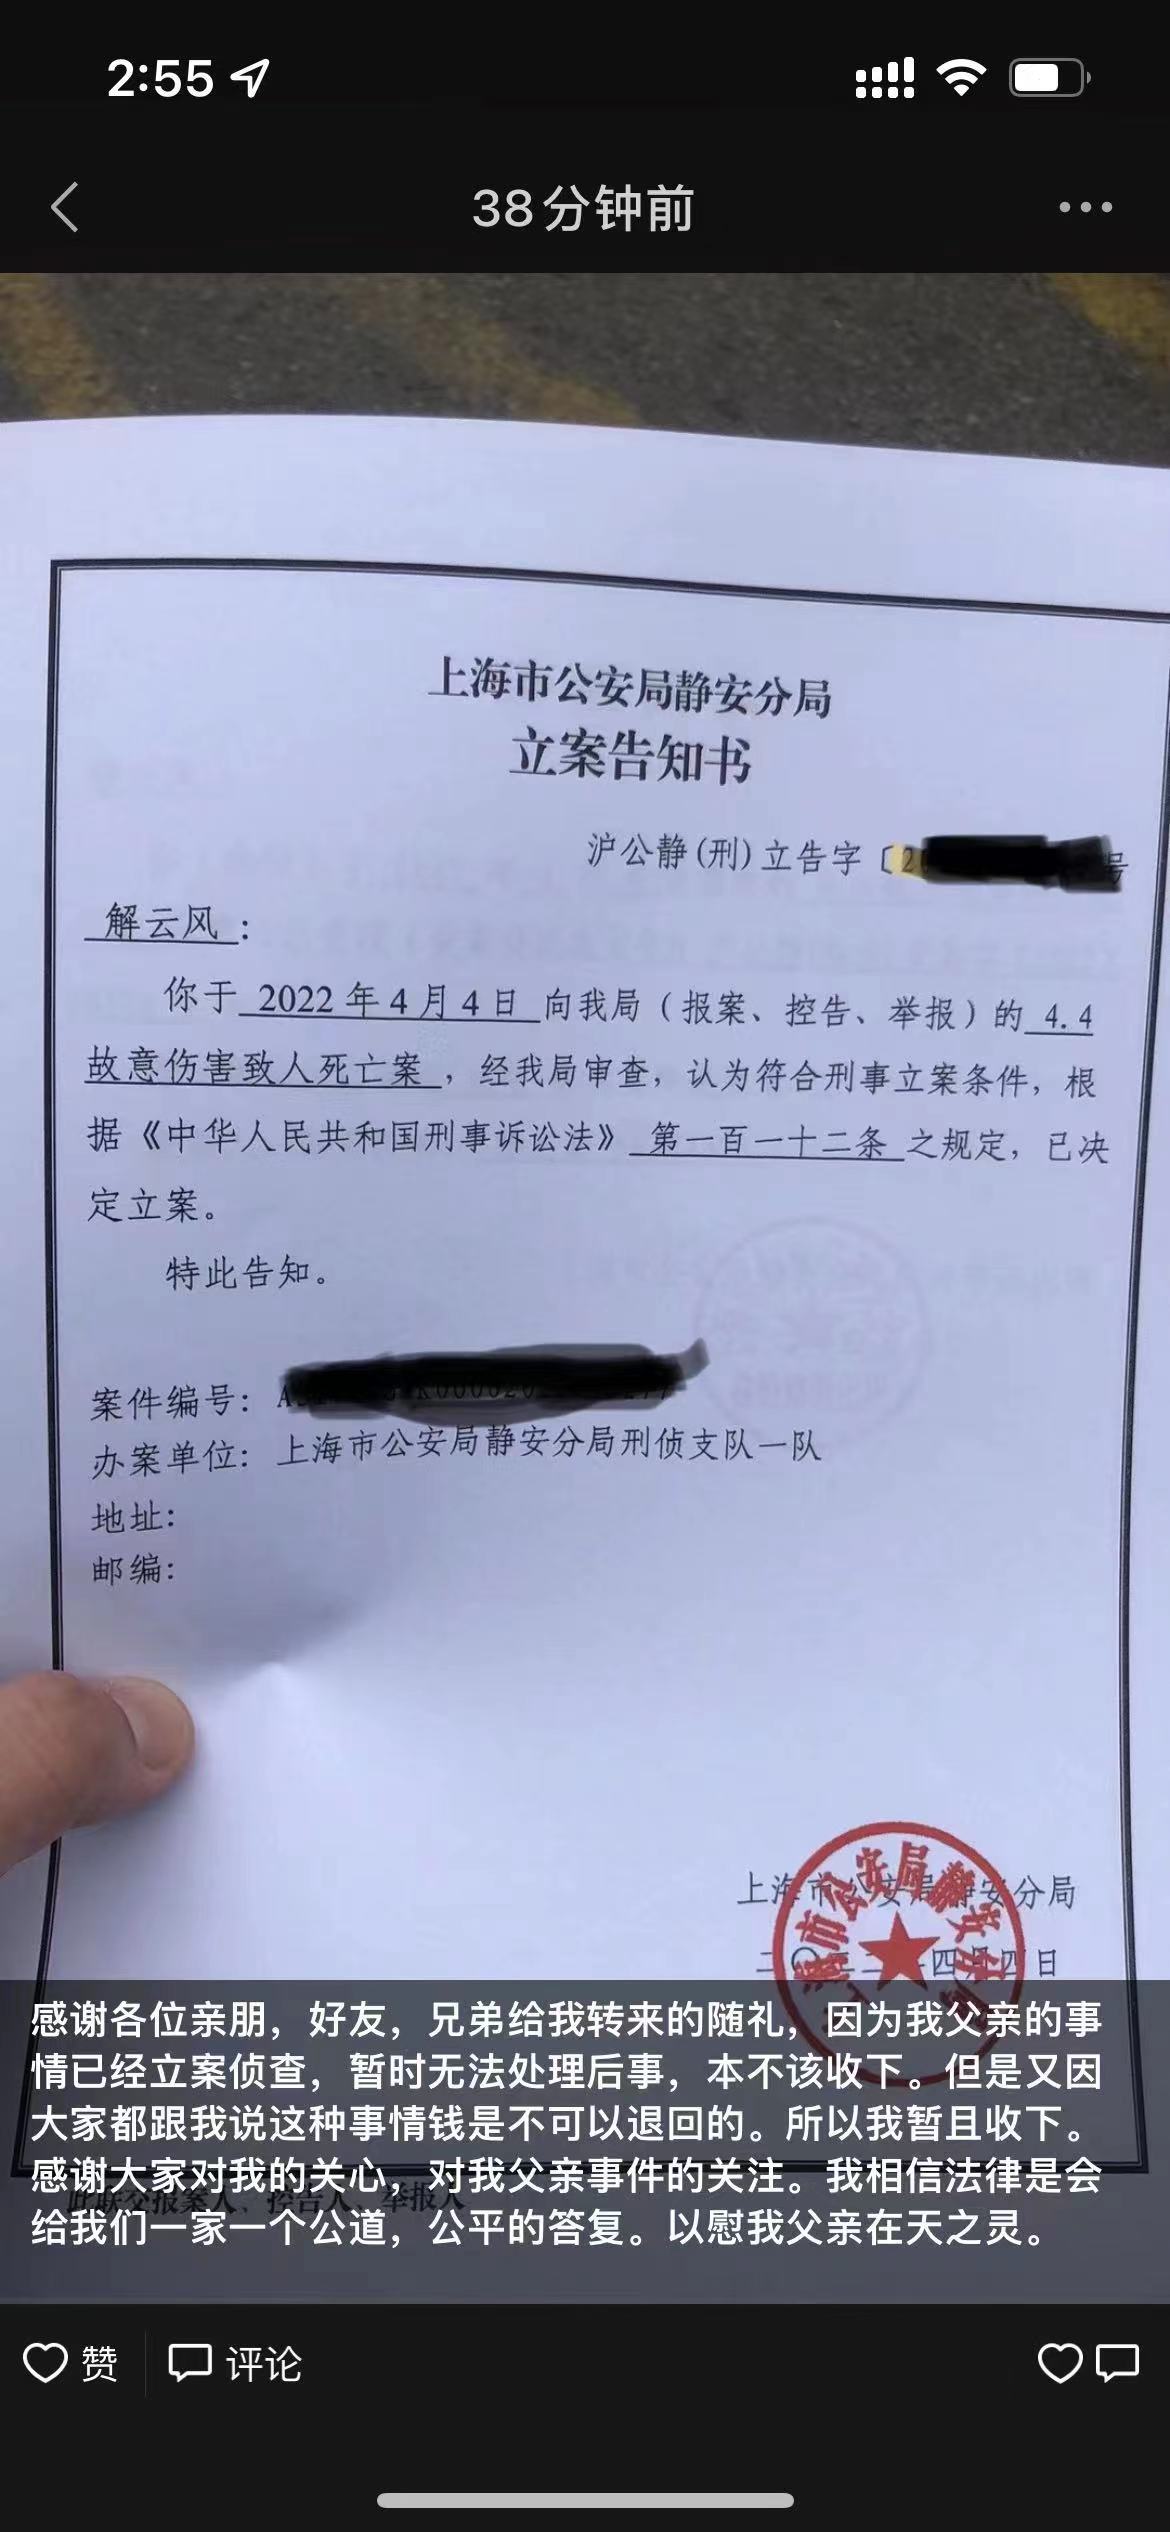 2:55
38分钟前
上海市公安局静安分局
立案告知书
沪公静(刑)立告字〔2 号
解云风：
你于 2022 年 4 月 4 日 向我局（报案、控告、举报）的 4.4
故意伤害致人死亡案，经我局审查，认为符合刑事立案条件，根
据《中华人民共和国刑事诉讼法》 第一百一十二条 之规定，已决
定立案。
特此告知。
案件编号：
办案单位：上海市公安局静安分局刑侦支队一队
地址：
邮编：
上海市公安局静安分局
二〇二二年四月四日
感谢各位亲朋，好友，兄弟给我转来的随礼，因为我父亲的事
情已经立案侦查，暂时无法处理后事，本不该收下。但是又因
大家都跟我说这种事情钱是不可以退回的。所以我暂且收下。
感谢大家对我的关心，对我父亲事件的关注。我相信法律是会
此联交报案人、控告人、举报人
给我们一家一个公道，公平的答复。以慰我父亲在天之灵。
赞
评论